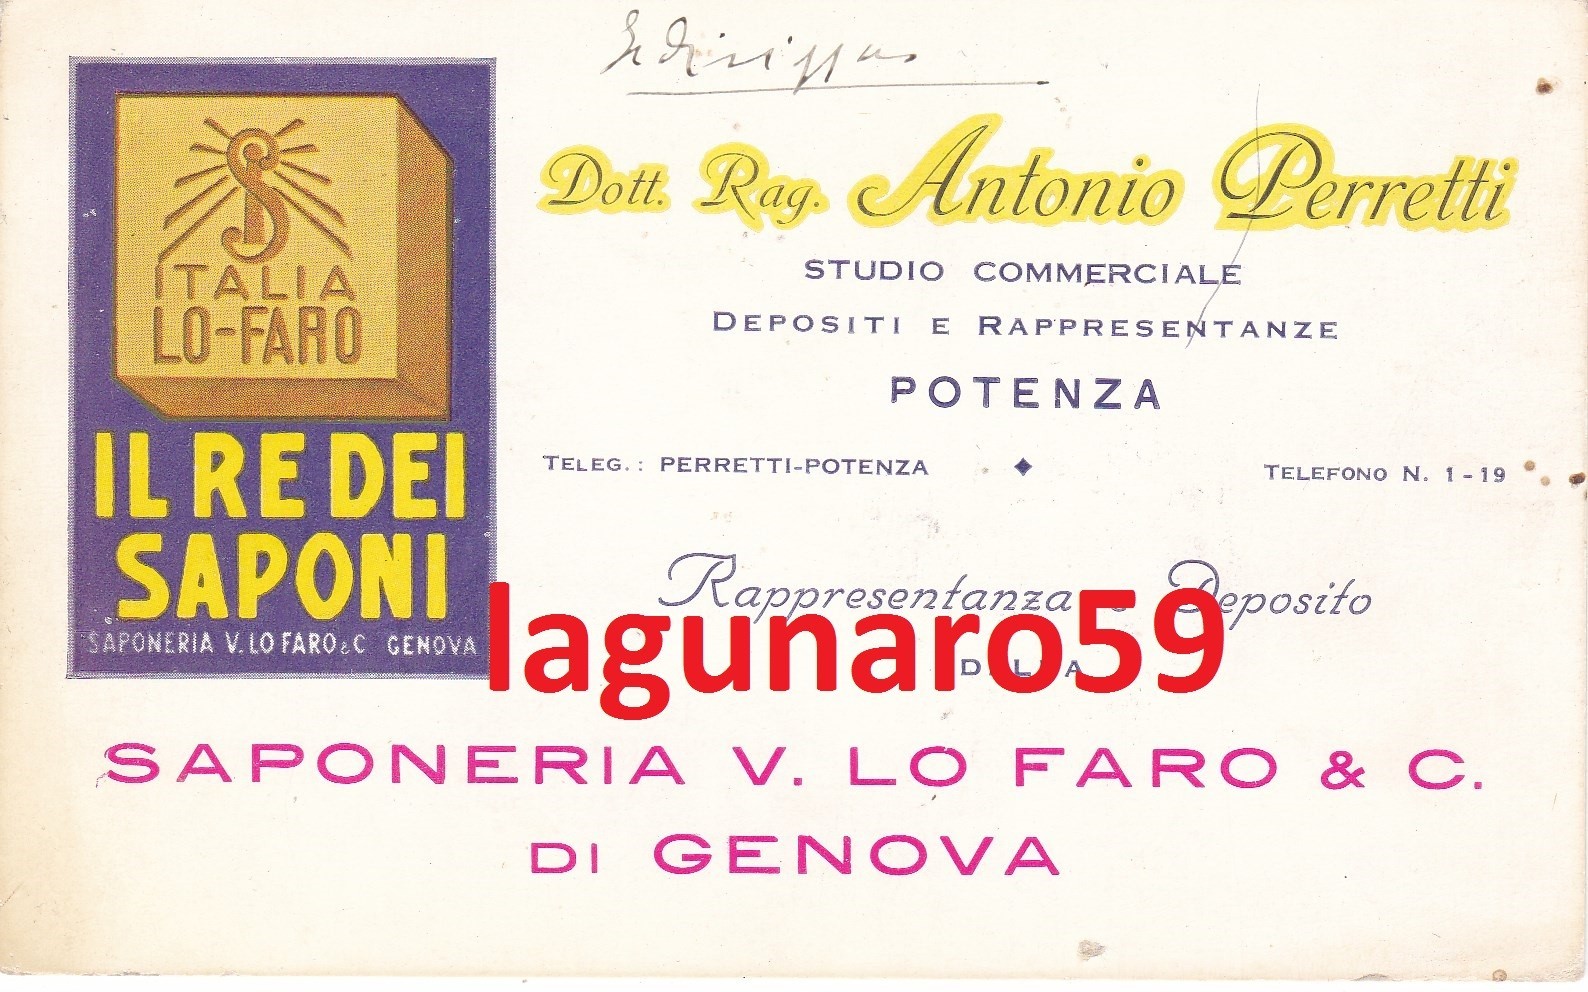 Dott. Rag. Antonio Perretti
STUDIO COMMERCIALE
DEPOSITI E RAPPRESENTANZE
POTENZA
TELEG.: PERRETTI-POTENZA ◆ TELEFONO N. 1-19
S
ITALIA
LO-FARO
IL RE DEI
SAPONI
SAPONERIA V. LO FARO & C GENOVA
Rappresentanza Deposito
lagunaro59
SAPONERIA V. LO FARO & C.
DI GENOVA